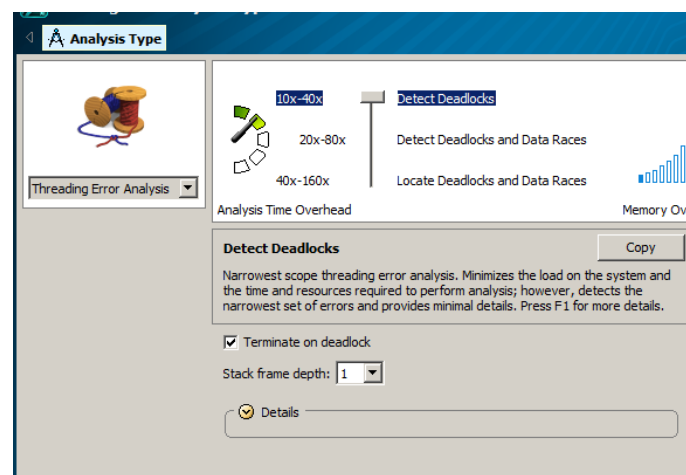 Analysis Type
10x-40x Detect Deadlocks
20x-80x Detect Deadlocks and Data Races
40x-160x Locate Deadlocks and Data Races
Threading Error Analysis
Analysis Time Overhead Memory Ov
Detect Deadlocks Copy
Narrowest scope threading error analysis. Minimizes the load on the system and
the time and resources required to perform analysis; however, detects the
narrowest set of errors and provides minimal details. Press F1 for more details.
Terminate on deadlock
Stack frame depth: 1
Details